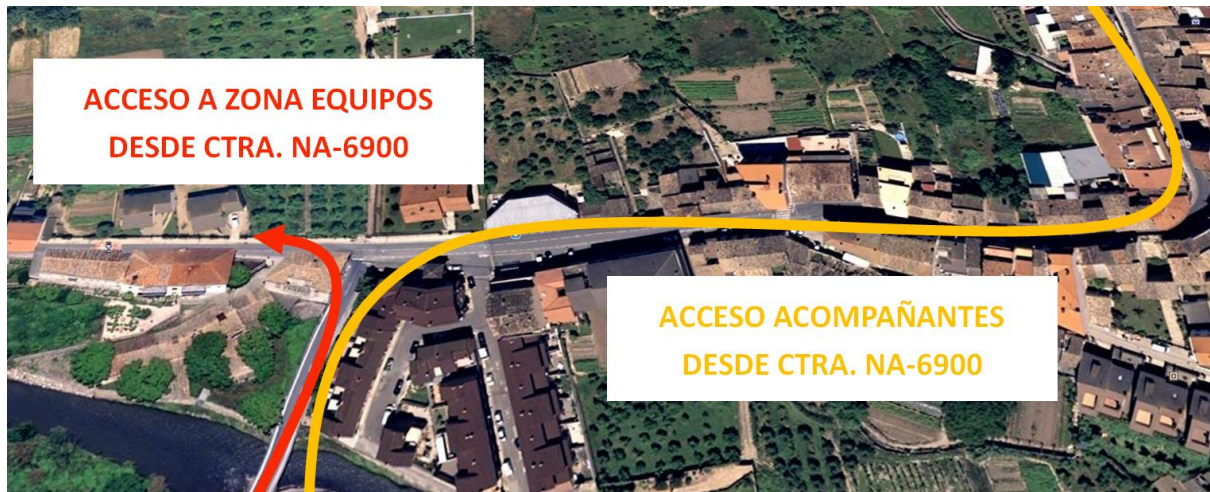 ACCESO A ZONA EQUIPOS
DESDE CTRA. NA-6900
ACCESO ACOMPAÑANTES
DESDE CTRA. NA-6900